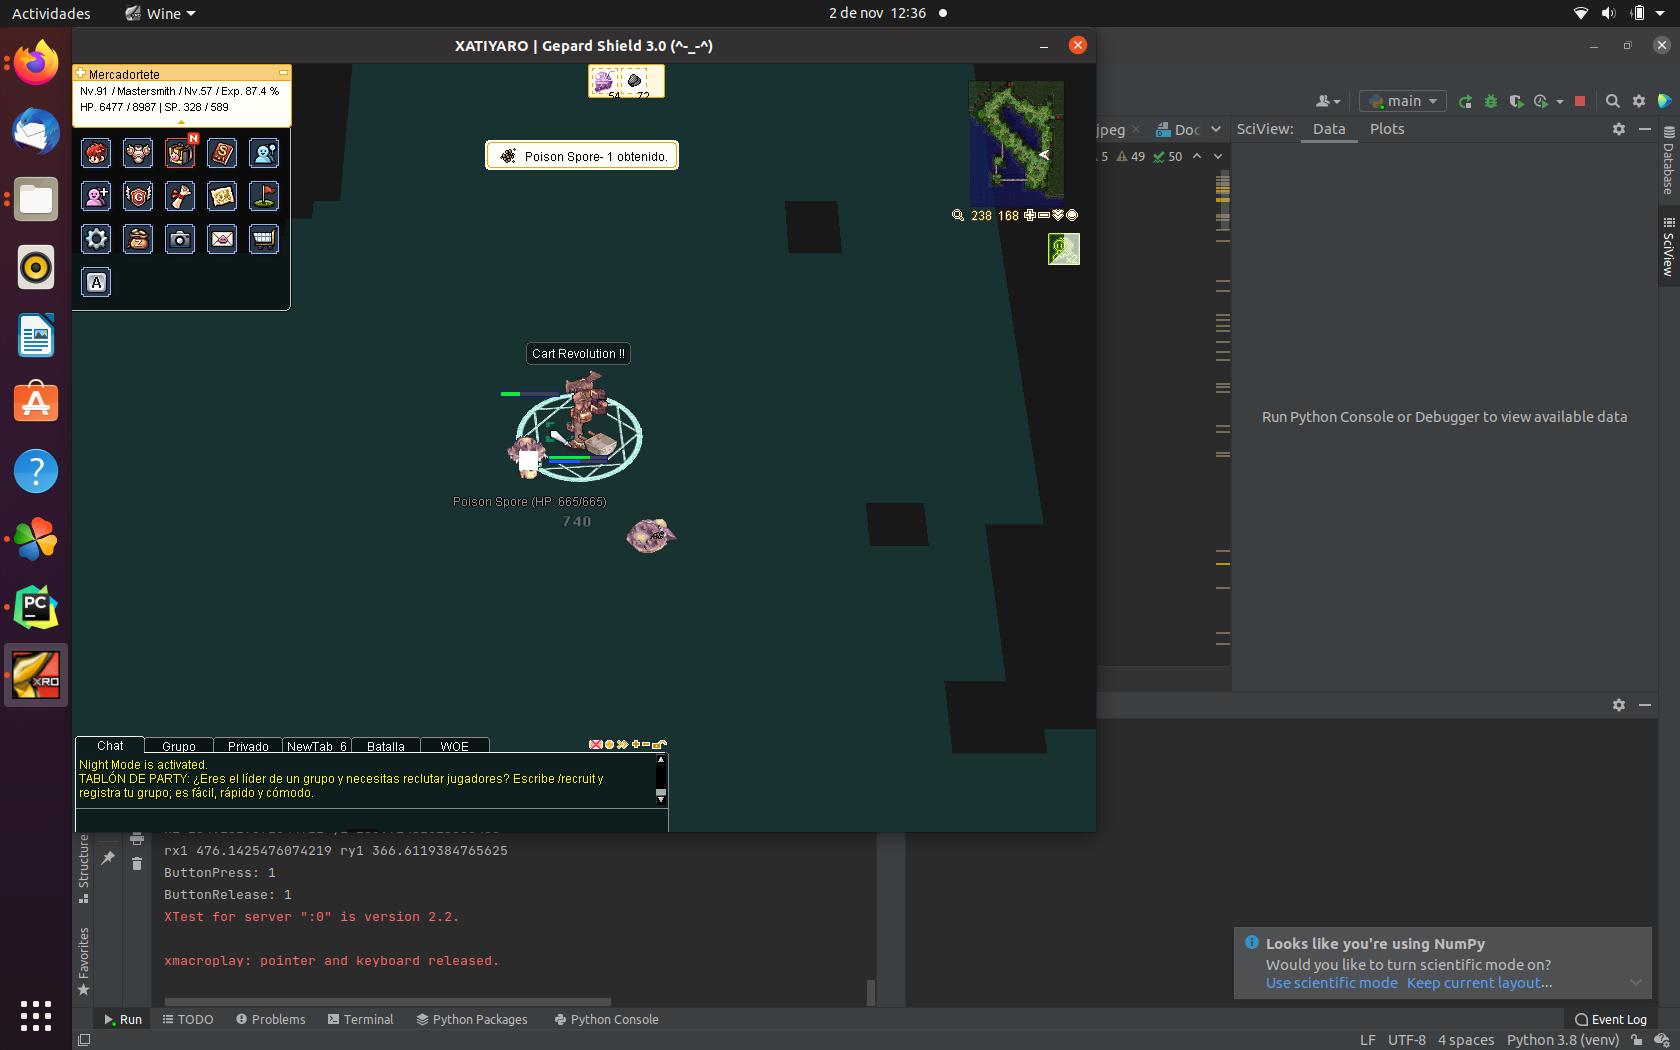 Actividades
Wine
2 de nov 12:36
XATIYARO | Gepard Shield 3.0 (^-_-^)
Mercadortete
Nv.91 / Mastersmith / Nv.57 / Exp. 87.4 %
HP. 6477 / 8987 | SP. 328 / 589
N
A
54 72
Poison Spore- 1 obtenido.
238 168
Cart Revolution !!
Poison Spore (HP: 665/665)
740
Chat Grupo Privado NewTab_6 Batalla WOE
Night Mode is activated.
TABLÓN DE PARTY: ¿Eres el líder de un grupo y necesitas reclutar jugadores? Escribe /recruit y
registra tu grupo; es fácil, rápido y cómodo.
main
jpeg
Doc
SciView: Data Plots
5 49 50
Database
SciView
Run Python Console or Debugger to view available data
PC
XRO
Structure
Favorites
rx1 476.1425476074219 ry1 366.6119384765625
ButtonPress: 1
ButtonRelease: 1
XTest for server ":0" is version 2.2.
xmacroplay: pointer and keyboard released.
Looks like you're using NumPy
Would you like to turn scientific mode on?
Use scientific mode Keep current layout...
Run TODO Problems Terminal Python Packages Python Console
Event Log
LF UTF-8 4 spaces Python 3.8 (venv)